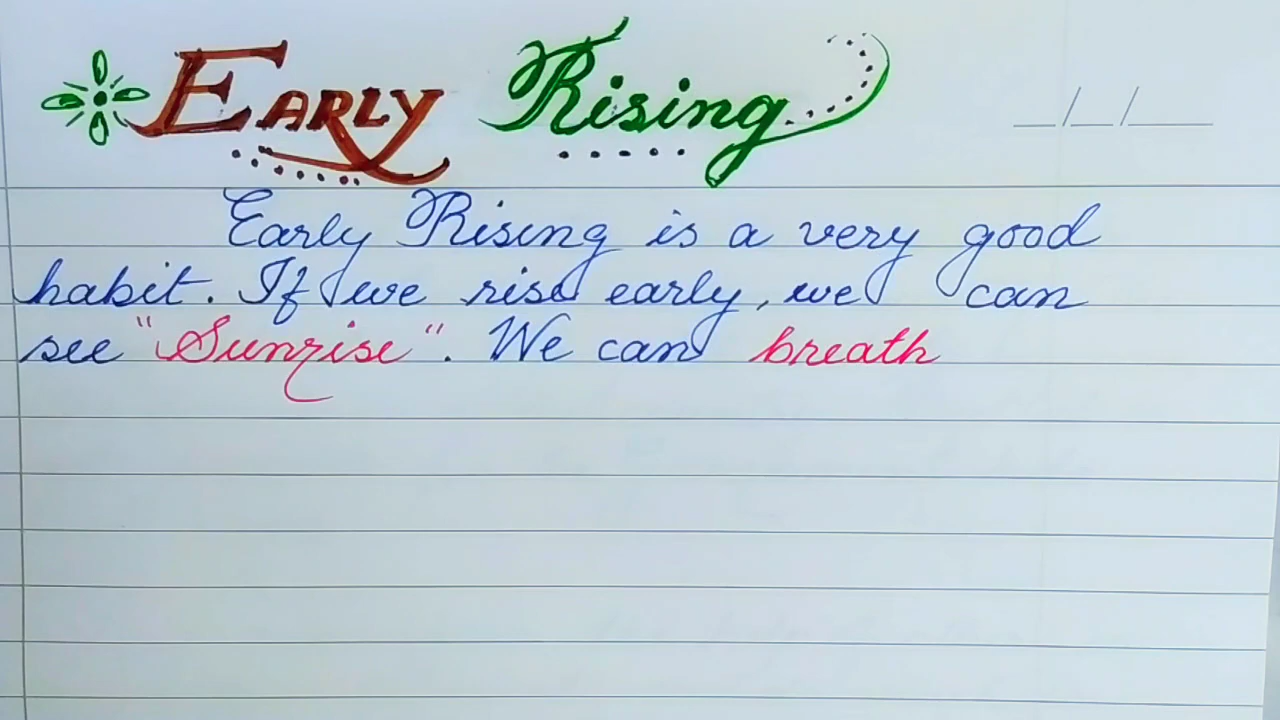 EARLY Rising
_/_/__
Early Rising is a very good
habit. If we rise early, we can
see "Sunrise". We can breath